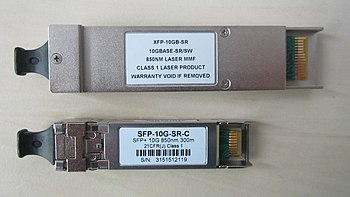 XFP-10GB-SR
10GBASE-SR/SW
850NM LASER MMF
CLASS 1 LASER PRODUCT
WARRANTY VOID IF REMOVED
SFP-10G-SR-C
SFP+ 10G 850nm 300m
21CFR(J) Class 1
S/N: 3151512119